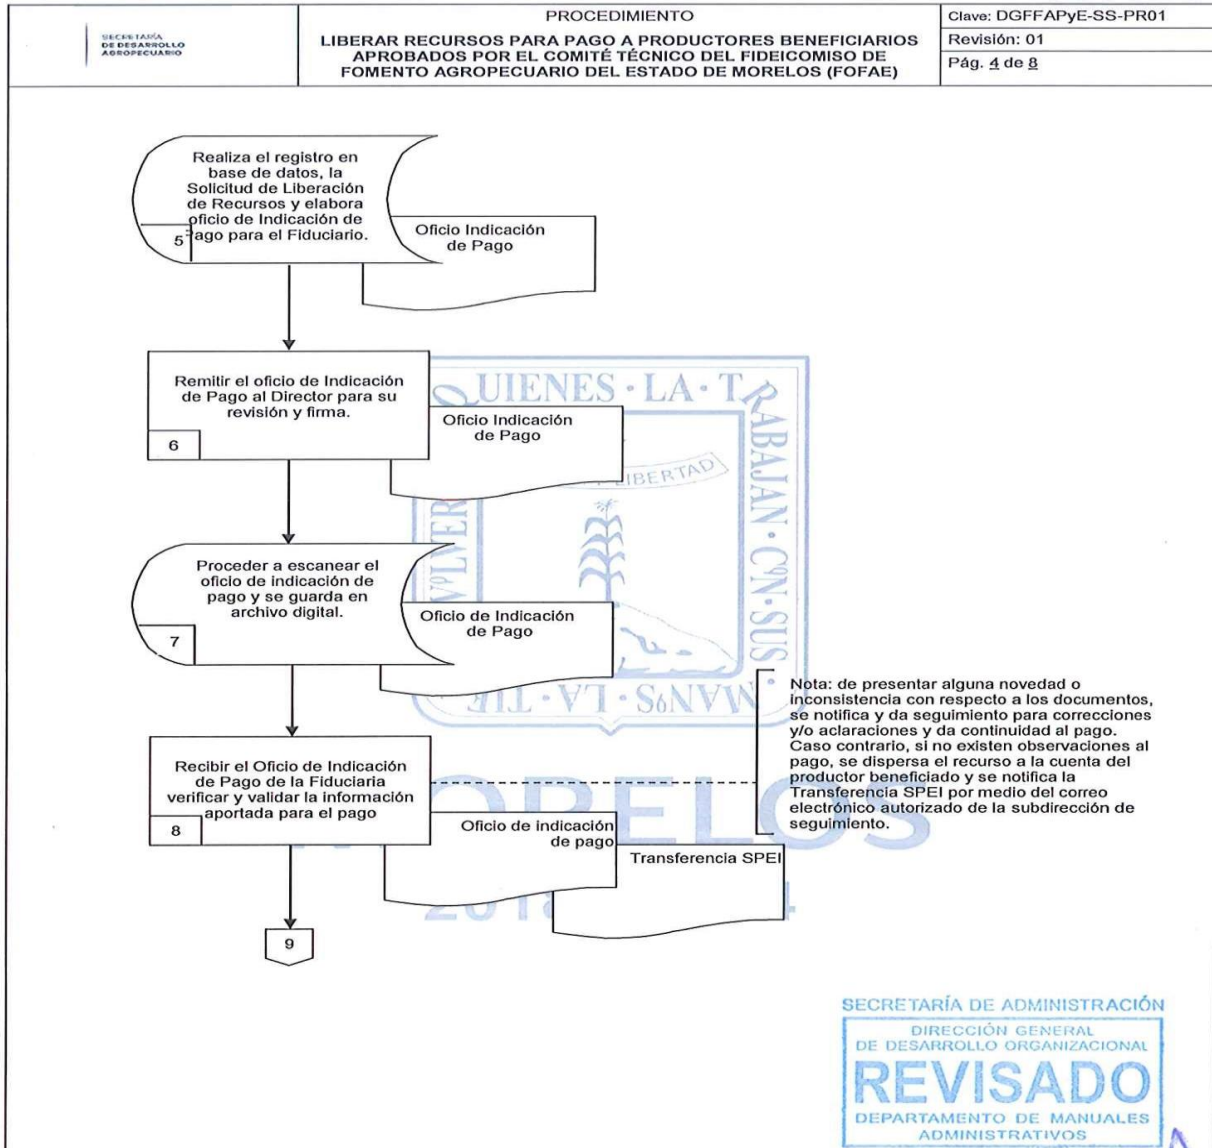 SECRETARÍA
DE DESARROLLO
AGROPECUARIO
PROCEDIMIENTO
LIBERAR RECURSOS PARA PAGO A PRODUCTORES BENEFICIARIOS
APROBADOS POR EL COMITÉ TÉCNICO DEL FIDEICOMISO DE
FOMENTO AGROPECUARIO DEL ESTADO DE MORELOS (FOFAE)
Clave: DGFFAPyE-SS-PR01
Revisión: 01
Pág. 4 de 8
Realiza el registro en
base de datos, la
Solicitud de Liberación
de Recursos y elabora
oficio de Indicación de
Pago para el Fiduciario.
5
Oficio Indicación
de Pago
Remitir el oficio de Indicación
de Pago al Director para su
revisión y firma.
6
Oficio Indicación
de Pago
Proceder a escanear el
oficio de indicación de
pago y se guarda en
archivo digital.
7
Oficio de Indicación
de Pago
Recibir el Oficio de Indicación
de Pago de la Fiduciaria
verificar y validar la información
aportada para el pago
8
Oficio de indicación
de pago
Transferencia SPEI
Nota: de presentar alguna novedad o
inconsistencia con respecto a los documentos,
se notifica y da seguimiento para correcciones
y/o aclaraciones y da continuidad al pago.
Caso contrario, si no existen observaciones al
pago, se dispersa el recurso a la cuenta del
productor beneficiado y se notifica la
Transferencia SPEI por medio del correo
electrónico autorizado de la subdirección de
seguimiento.
9
UIENES · LA · TRABAJAN · CON · SUS · MANOS · LA · TIE
VOLVER
LIBERTAD
SECRETARÍA DE ADMINISTRACIÓN
DIRECCIÓN GENERAL
DE DESARROLLO ORGANIZACIONAL
REVISADO
DEPARTAMENTO DE MANUALES
ADMINISTRATIVOS